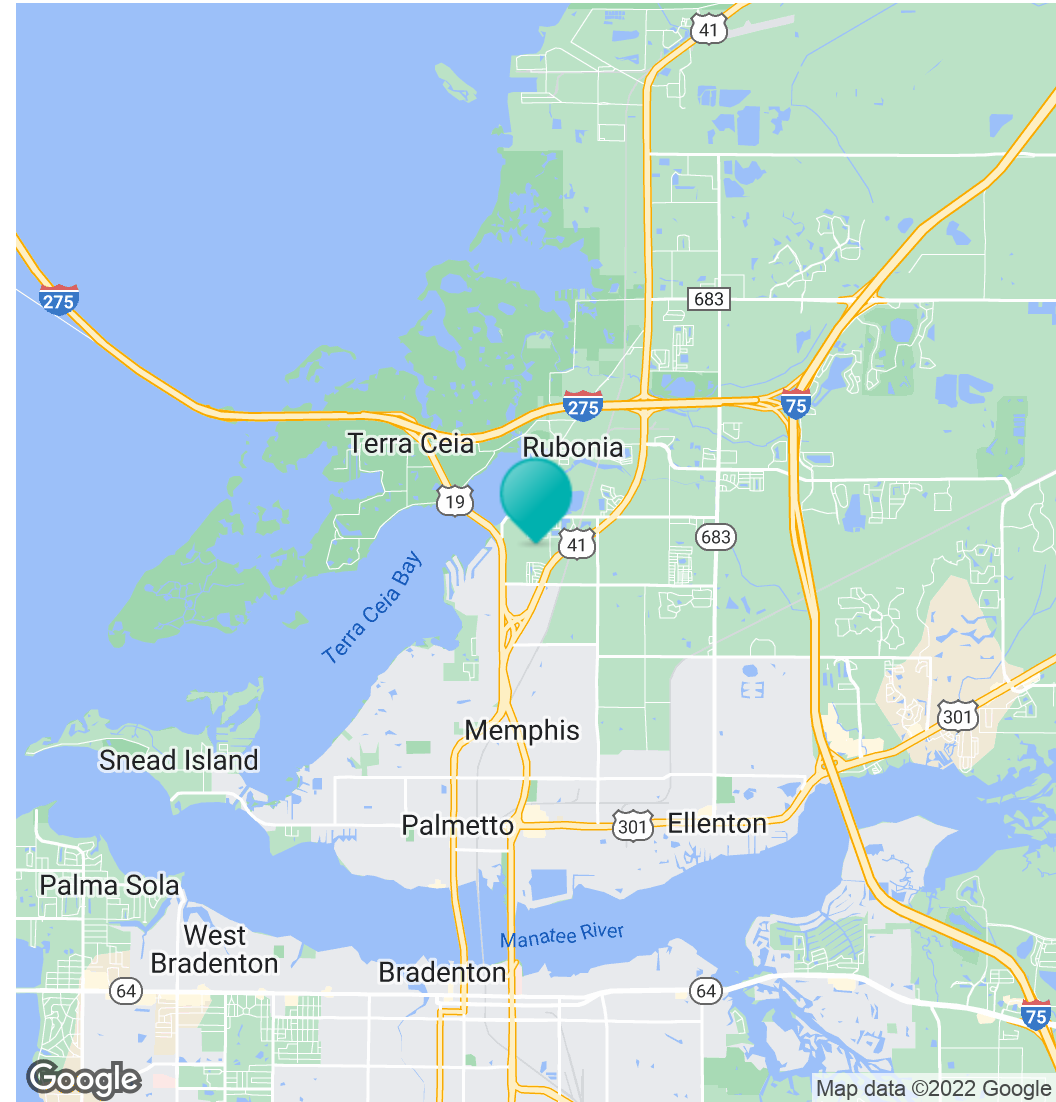 41
275
683
275
75
Terra Ceia
Rubonia
19
683
41
Terra Ceia Bay
301
Memphis
Snead Island
Palmetto
301
Ellenton
Palma Sola
West
Bradenton
Manatee River
Bradenton
64
64
75
Google
Map data ©2022 Google